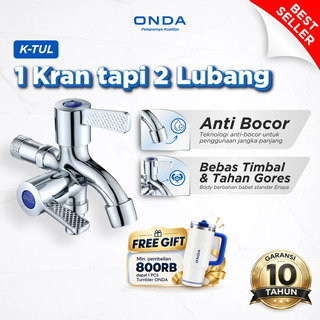 ONDA
Pelopornya Kualitas
BEST
SELLER
K-TUL
1 Kran tapi 2 Lubang
Anti Bocor
Teknologi anti-bocor untuk
penggunaan jangka panjang
Bebas Timbal
& Tahan Gores
Body berbahan babet standar Eropa
FREE GIFT
Min. pembelian
800RB
dapat 1 PCS
Tumbler ONDA
ONDA
GARANSI
10
TAHUN